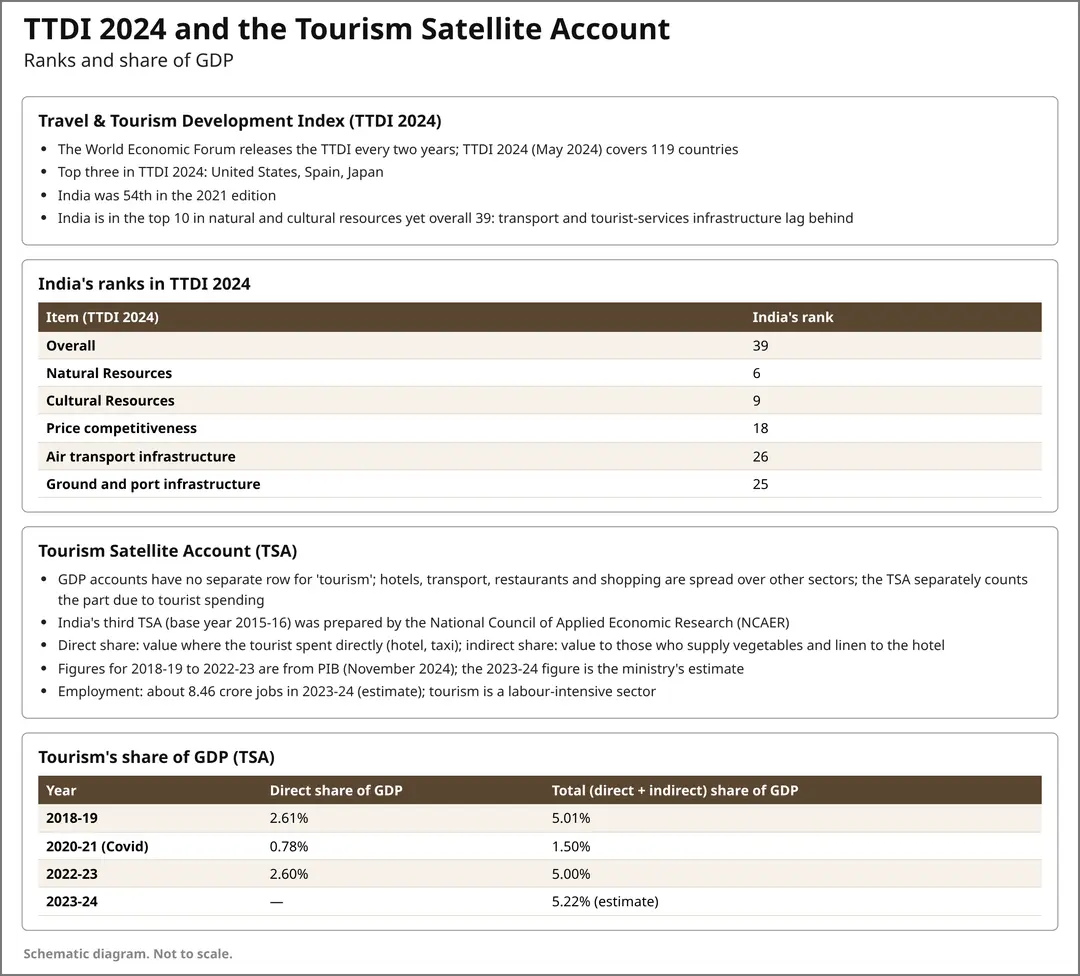 TTDI 2024 and the Tourism Satellite Account
Ranks and share of GDP
Travel & Tourism Development Index (TTDI 2024)
• The World Economic Forum releases the TTDI every two years; TTDI 2024 (May 2024) covers 119 countries
• Top three in TTDI 2024: United States, Spain, Japan
• India was 54th in the 2021 edition
• India is in the top 10 in natural and cultural resources yet overall 39: transport and tourist-services infrastructure lag behind
India's ranks in TTDI 2024
Item (TTDI 2024) India's rank
Overall 39
Natural Resources 6
Cultural Resources 9
Price competitiveness 18
Air transport infrastructure 26
Ground and port infrastructure 25
Tourism Satellite Account (TSA)
• GDP accounts have no separate row for 'tourism'; hotels, transport, restaurants and shopping are spread over other sectors; the TSA separately counts
the part due to tourist spending
• India's third TSA (base year 2015-16) was prepared by the National Council of Applied Economic Research (NCAER)
• Direct share: value where the tourist spent directly (hotel, taxi); indirect share: value to those who supply vegetables and linen to the hotel
• Figures for 2018-19 to 2022-23 are from PIB (November 2024); the 2023-24 figure is the ministry's estimate
• Employment: about 8.46 crore jobs in 2023-24 (estimate); tourism is a labour-intensive sector
Tourism's share of GDP (TSA)
Year Direct share of GDP Total (direct + indirect) share of GDP
2018-19 2.61% 5.01%
2020-21 (Covid) 0.78% 1.50%
2022-23 2.60% 5.00%
2023-24 — 5.22% (estimate)
Schematic diagram. Not to scale.